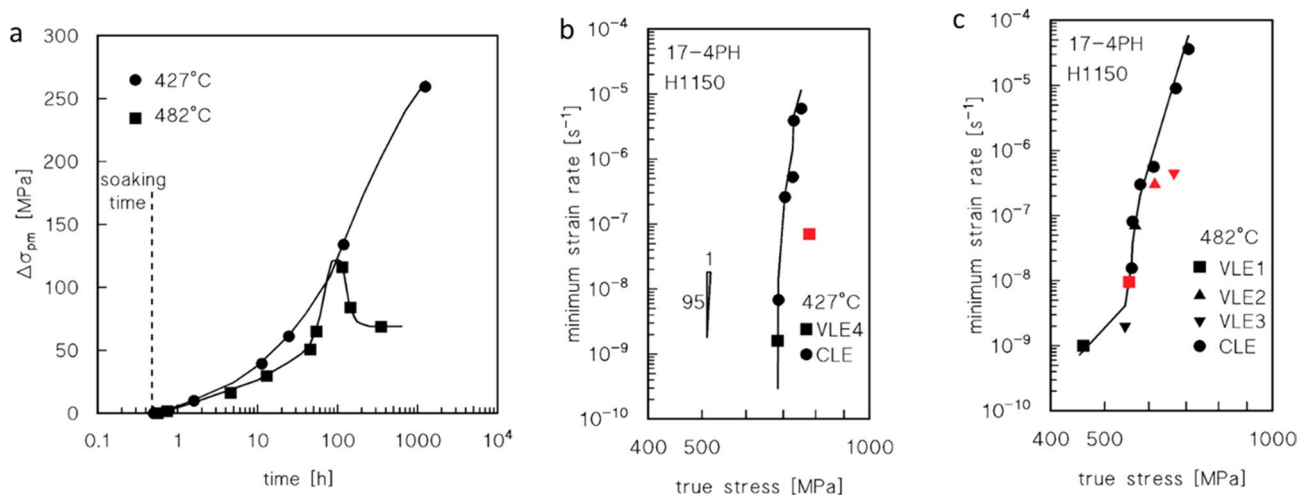 a
300
250
200
150
100
50
0
Δσpm [MPa]
427°C
482°C
soaking
time
0.1
1
10
100
1000
10⁴
time [h]
b
10⁻⁴
10⁻⁵
10⁻⁶
10⁻⁷
10⁻⁸
10⁻⁹
10⁻¹⁰
minimum strain rate [s⁻¹]
17-4PH
H1150
1
95
427°C
VLE4
CLE
400
500
700
1000
true stress [MPa]
c
10⁻⁴
10⁻⁵
10⁻⁶
10⁻⁷
10⁻⁸
10⁻⁹
10⁻¹⁰
minimum strain rate [s⁻¹]
17-4PH
H1150
482°C
VLE1
VLE2
VLE3
CLE
400
500
700
1000
true stress [MPa]